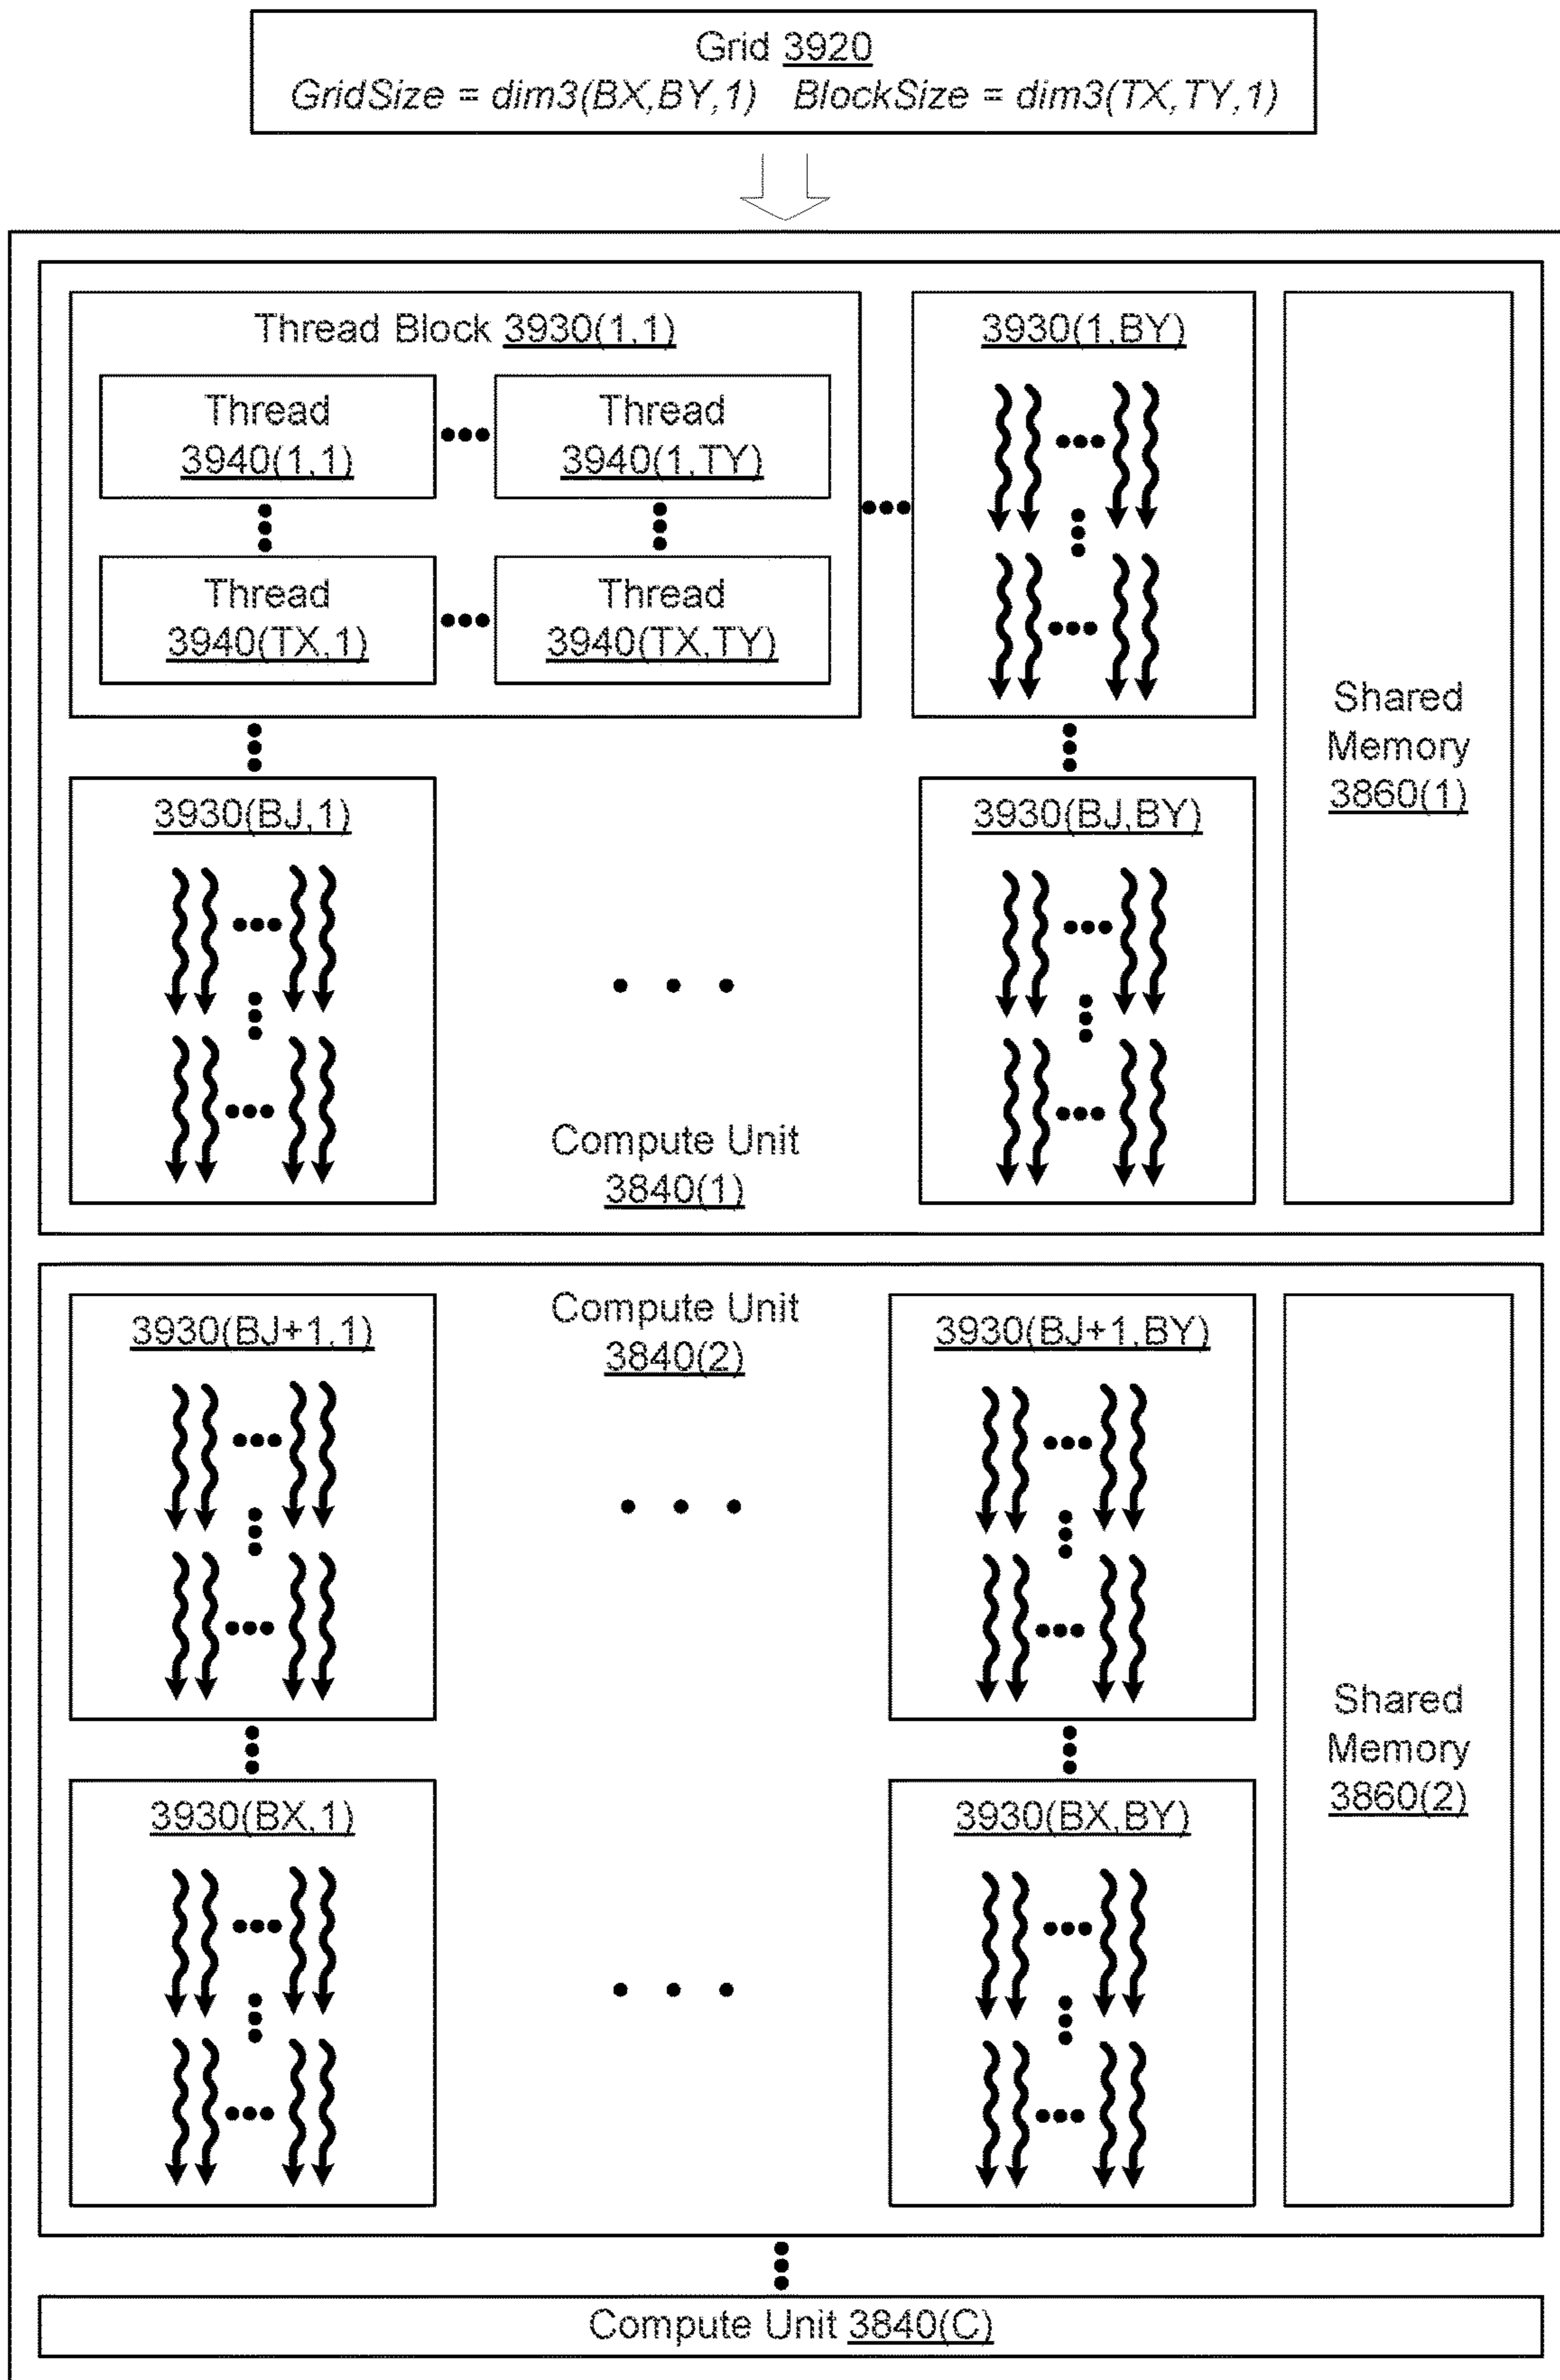 Grid 3920
GridSize = dim3(BX,BY,1) BlockSize = dim3(TX,TY,1)
Thread Block 3930(1,1)
Thread
3940(1,1)
Thread
3940(1,TY)
Thread
3940(TX,1)
Thread
3940(TX,TY)
3930(1,BY)
Shared
Memory
3860(1)
3930(BJ,1)
3930(BJ,BY)
Compute Unit
3840(1)
3930(BJ+1,1)
Compute Unit
3840(2)
3930(BJ+1,BY)
Shared
Memory
3860(2)
3930(BX,1)
3930(BX,BY)
Compute Unit 3840(C)